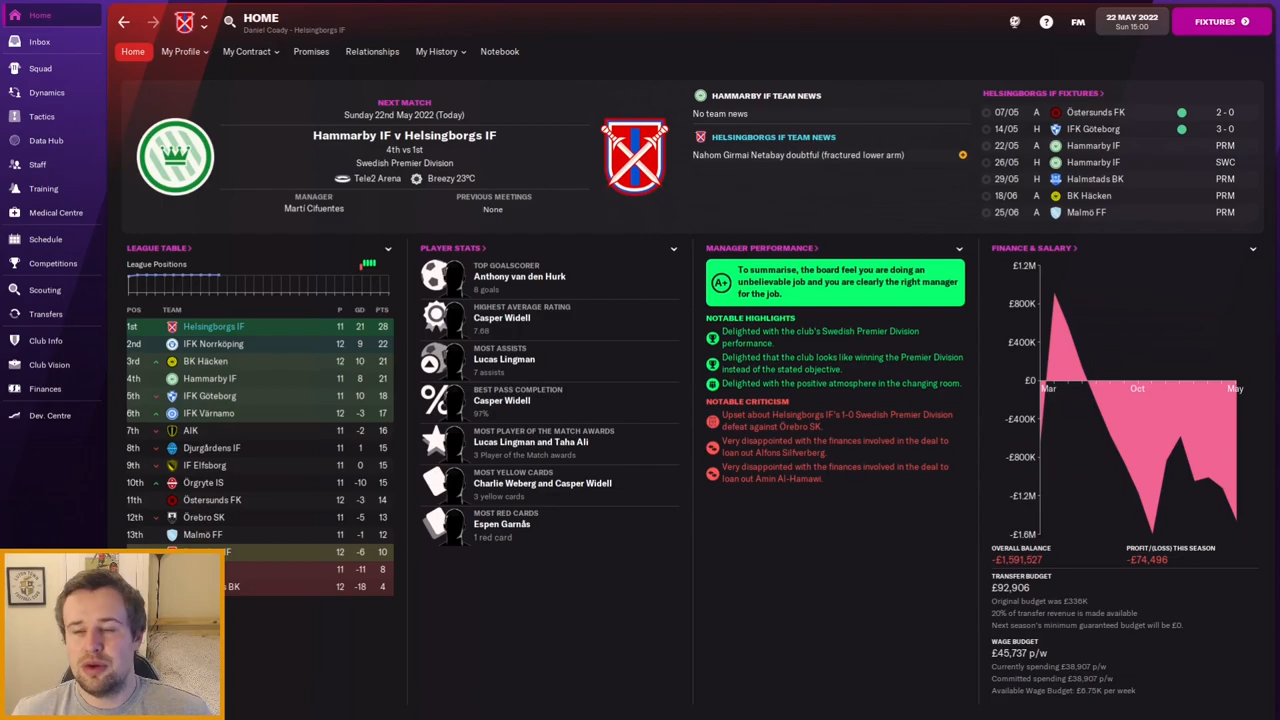 Home
HOME
Daniel Coady - Helsingborgs IF
FM
22 MAY 2022
Sun 15:00
FIXTURES
Inbox
Squad
Dynamics
Tactics
Data Hub
Staff
Training
Medical Centre
Schedule
Competitions
Scouting
Transfers
Club Info
Club Vision
Finances
Dev. Centre
Home
My Profile
My Contract
Promises
Relationships
My History
Notebook
NEXT MATCH
Sunday 22nd May 2022 (Today)
Hammarby IF v Helsingborgs IF
4th vs 1st
Swedish Premier Division
Tele2 Arena
Breezy 23ºC
MANAGER
Martí Cifuentes
PREVIOUS MEETINGS
None
HAMMARBY IF TEAM NEWS
No team news
HELSINGBORGS IF TEAM NEWS
Nahom Girmai Netabay doubtful (fractured lower arm)
HELSINGBORGS IF FIXTURES
07/05 A Östersunds FK 2 - 0
14/05 H IFK Göteborg 3 - 0
22/05 A Hammarby IF PRM
26/05 H Hammarby IF SWC
29/05 H Halmstads BK PRM
18/06 A BK Häcken PRM
25/06 A Malmö FF PRM
LEAGUE TABLE
League Positions
POS TEAM P GD PTS
1st Helsingborgs IF 11 21 28
2nd IFK Norrköping 12 9 22
3rd BK Häcken 12 10 21
4th Hammarby IF 11 8 21
5th IFK Göteborg 11 10 18
6th IFK Värnamo 12 -3 17
7th AIK 11 -2 16
8th Djurgårdens IF 11 1 15
9th IF Elfsborg 11 0 15
10th Örgryte IS 11 -10 15
11th Östersunds FK 11 -3 14
12th Örebro SK 11 -5 13
13th Malmö FF 11 -1 12
IF 12 -6 10
11 -11 8
BK 12 -18 4
PLAYER STATS
TOP GOALSCORER
Anthony van den Hurk
8 goals
HIGHEST AVERAGE RATING
Casper Widell
7.68
MOST ASSISTS
Lucas Lingman
7 assists
BEST PASS COMPLETION
Casper Widell
97%
MOST PLAYER OF THE MATCH AWARDS
Lucas Lingman and Taha Ali
3 Player of the Match awards
MOST YELLOW CARDS
Charlie Weberg and Casper Widell
3 yellow cards
MOST RED CARDS
Espen Garnås
1 red card
MANAGER PERFORMANCE
A+
To summarise, the board feel you are doing an
unbelievable job and you are clearly the right manager
for the job.
NOTABLE HIGHLIGHTS
Delighted with the club's Swedish Premier Division
performance.
Delighted that the club looks like winning the Premier Division
instead of the stated objective.
Delighted with the positive atmosphere in the changing room.
NOTABLE CRITICISM
Upset about Helsingborgs IF's 1-0 Swedish Premier Division
defeat against Örebro SK.
Very disappointed with the finances involved in the deal to
loan out Alfons Silfverberg.
Very disappointed with the finances involved in the deal to
loan out Amin Al-Hamawi.
FINANCE & SALARY
£1.2M
£800K
£400K
£0
-£400K
-£800K
-£1.2M
-£1.6M
Mar
Oct
May
OVERALL BALANCE
-£1,591,527
PROFIT/(LOSS) THIS SEASON
-£74,496
TRANSFER BUDGET
£92,906
Original budget was £336K
20% of transfer revenue is made available
Next season's minimum guaranteed budget will be £0.
WAGE BUDGET
£45,737 p/w
Currently spending £38,907 p/w
Committed spending £38,907 p/w
Available Wage Budget: £6.75K per week